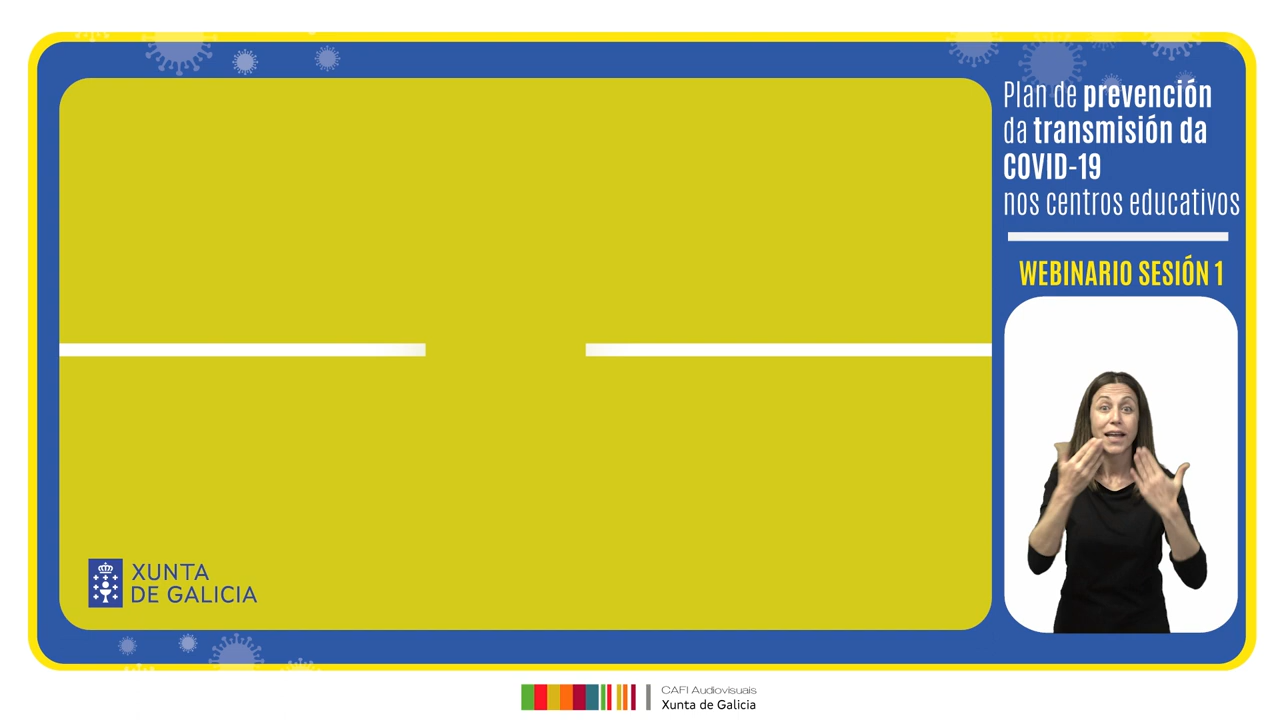 Plan de prevención
da transmisión da
COVID-19
nos centros educativos
WEBINARIO SESIÓN 1
XUNTA
DE GALICIA
CAFI Audiovisuais
Xunta de Galicia